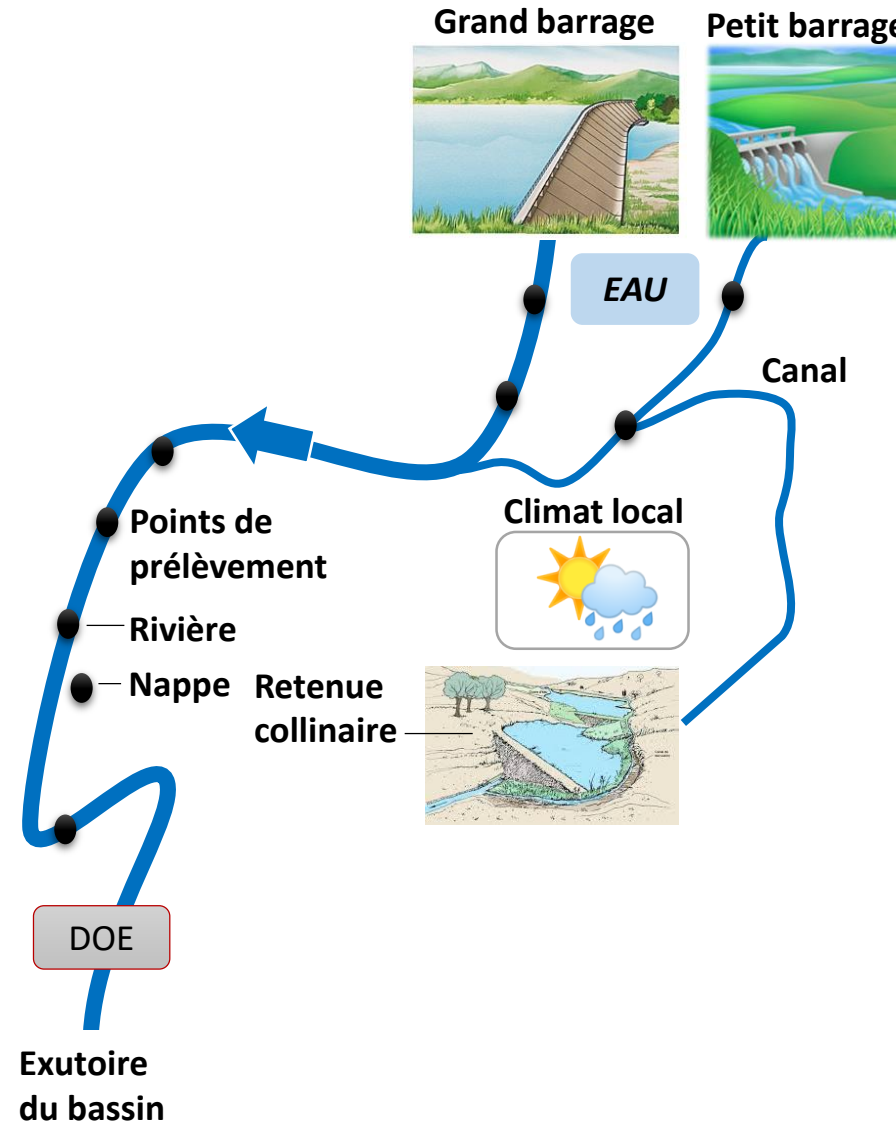 Grand barrage
Petit barrage
EAU
Canal
Climat local
Points de
prélèvement
Rivière
Nappe
Retenue
collinaire
DOE
Exutoire
du bassin